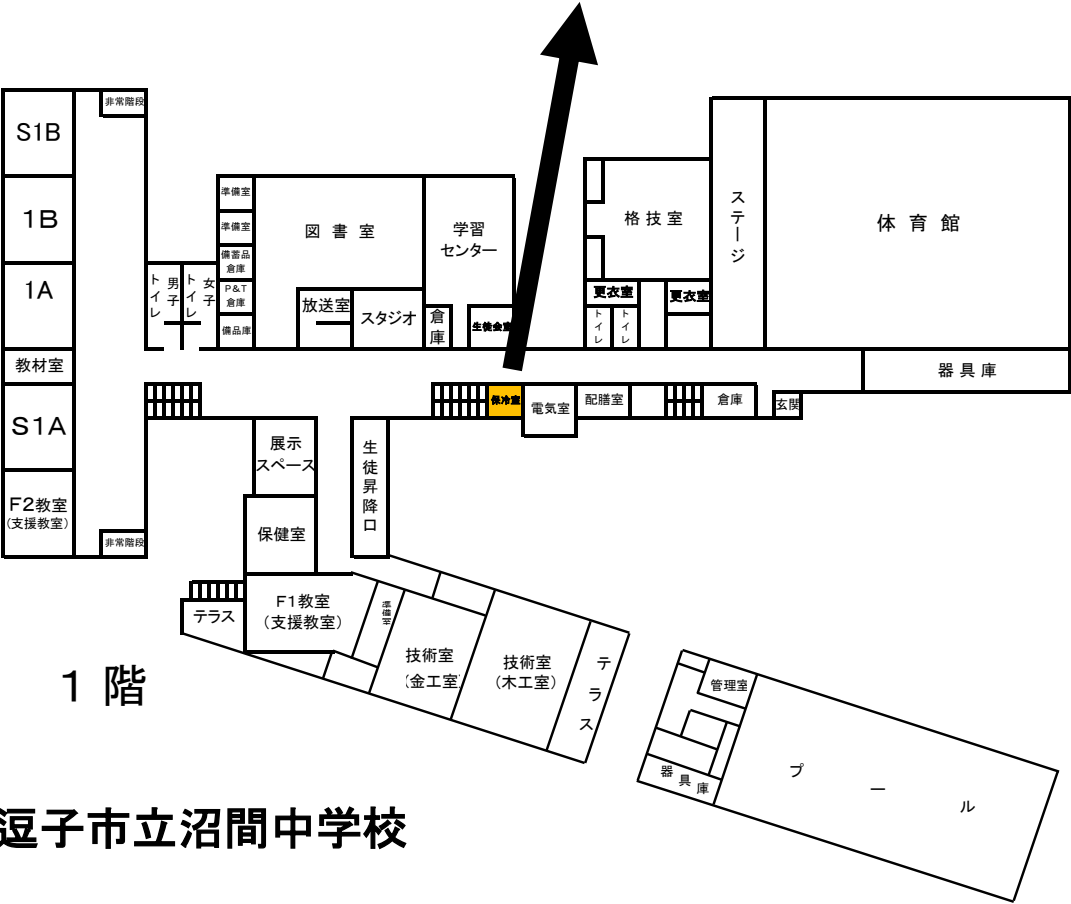 非常階段
S1B
1B
1A
教材室
S1A
F2教室
(支援教室)
非常階段
男子
トイレ
女子
トイレ
準備室
準備室
備蓄品
倉庫
P&T
倉庫
備品庫
図書室
放送室
スタジオ
学習
センター
倉庫
生徒会室
格技室
更衣室
トイレ
トイレ
更衣室
ステージ
体育館
器具庫
保冷室
電気室
配膳室
倉庫
玄関
展示
スペース
生徒昇降口
保健室
テラス
F1教室
(支援教室)
準備室
技術室
(金工室)
技術室
(木工室)
テラス
管理室
器具庫
プール
1階
逗子市立沼間中学校